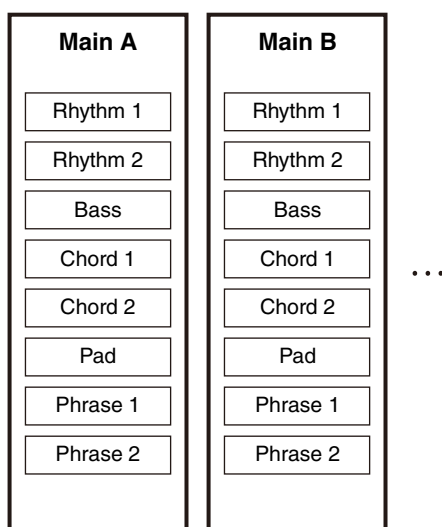 Main A
Rhythm 1
Rhythm 2
Bass
Chord 1
Chord 2
Pad
Phrase 1
Phrase 2
Main B
Rhythm 1
Rhythm 2
Bass
Chord 1
Chord 2
Pad
Phrase 1
Phrase 2
...